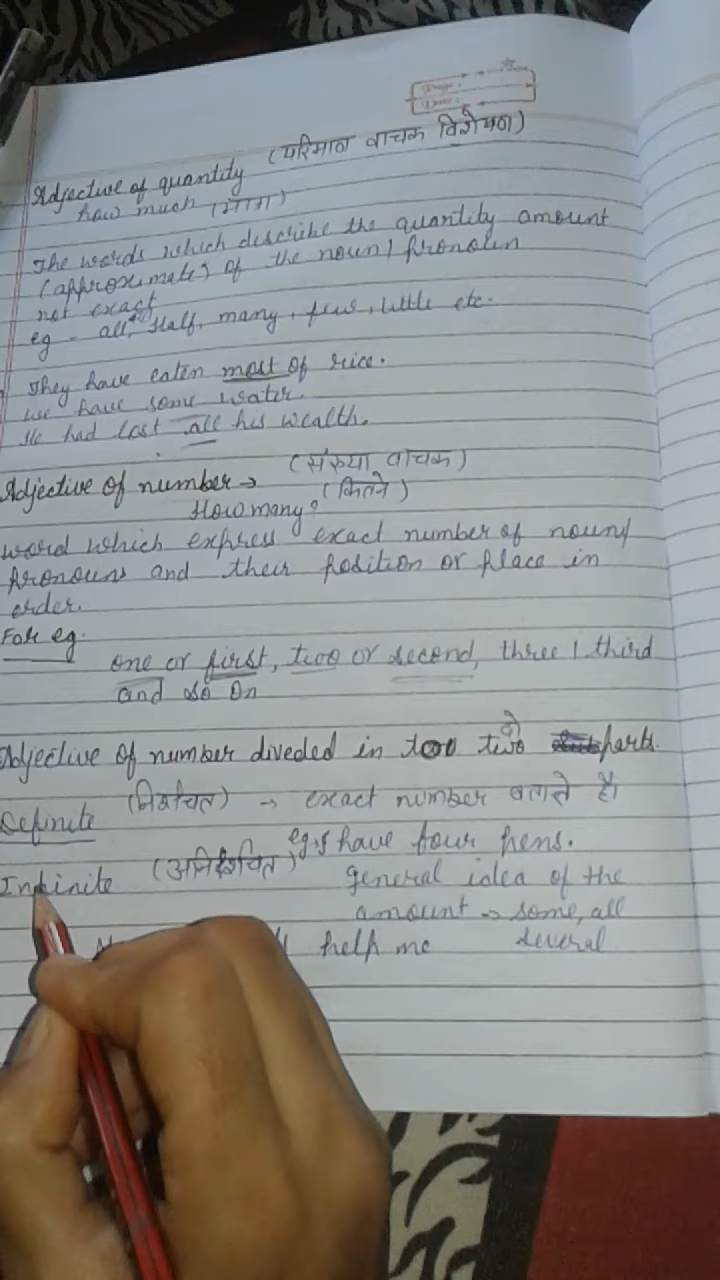 Page:
Date:
Adjective of quantity (परिमाण वाचक विशेषण)
how much (मात्रा)
The words which describe the quantity amount
(approximate) of the noun / pronoun
not exact
eg - all, Half, many, few, little etc.
They have eaten most of rice.
we have some water.
He had lost all his wealth.
Adjective of number → (संख्या वाचक)
How many? (कितने)
word which express exact number of noun/
pronouns and their position or place in
order.
For eg.
one or first, two or second, three / third
and so on
दो
Adjective of number diveded in two parts.
Definite (निश्चित) → exact number बताते है।
eg. I have four pens.
Infinite (अनिश्चित) general idea of the
amount → some, all
help me several